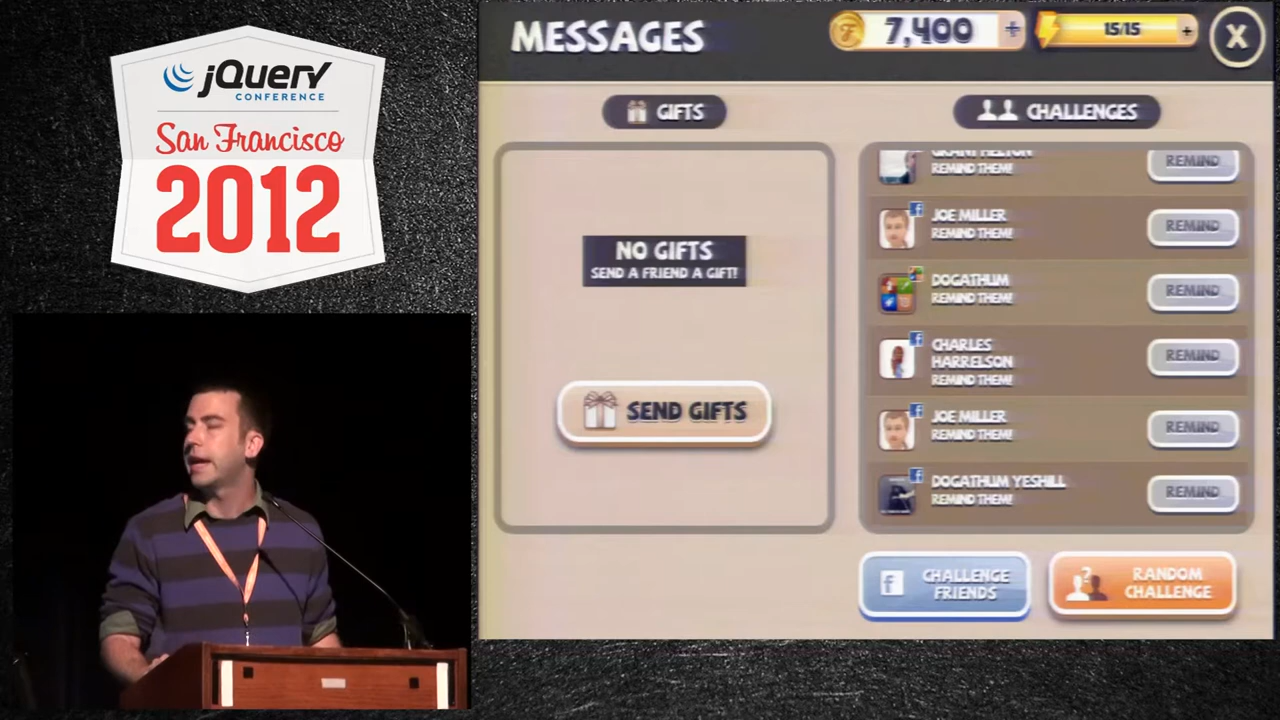 jQuery
CONFERENCE
San Francisco
2012
MESSAGES
7,400
15/15
X
GIFTS
CHALLENGES
NO GIFTS
SEND A FRIEND A GIFT!
SEND GIFTS
GRANT HELTON
REMIND THEM!
REMIND
JOE MILLER
REMIND THEM!
REMIND
DOGATHUM
REMIND THEM!
REMIND
CHARLES
HARRELSON
REMIND THEM!
REMIND
JOE MILLER
REMIND THEM!
REMIND
DOGATHUM YESHILL
REMIND THEM!
REMIND
CHALLENGE
FRIENDS
RANDOM
CHALLENGE